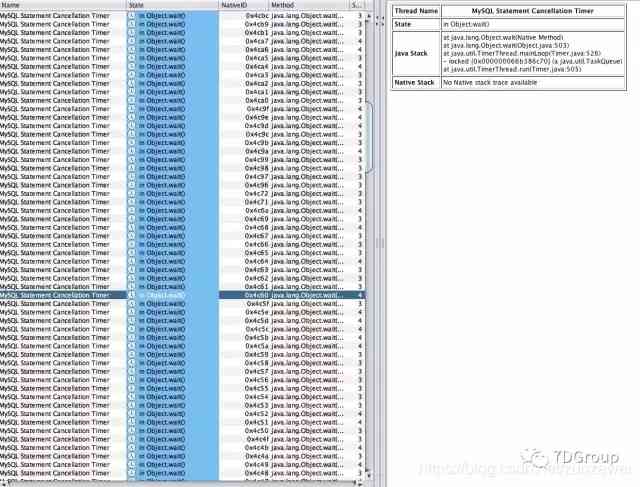 Name State NativeID Method S...
MySQL Statement Cancellation Timer in Object.wait() 0x4cbc java.lang.Object.wait(... 3
MySQL Statement Cancellation Timer in Object.wait() 0x4cb9 java.lang.Object.wait(... 3
MySQL Statement Cancellation Timer in Object.wait() 0x4cb1 java.lang.Object.wait(... 3
MySQL Statement Cancellation Timer in Object.wait() 0x4ca7 java.lang.Object.wait(... 3
MySQL Statement Cancellation Timer in Object.wait() 0x4ca6 java.lang.Object.wait(... 4
MySQL Statement Cancellation Timer in Object.wait() 0x4ca5 java.lang.Object.wait(... 3
MySQL Statement Cancellation Timer in Object.wait() 0x4ca4 java.lang.Object.wait(... 3
MySQL Statement Cancellation Timer in Object.wait() 0x4ca3 java.lang.Object.wait(... 3
MySQL Statement Cancellation Timer in Object.wait() 0x4ca2 java.lang.Object.wait(... 3
MySQL Statement Cancellation Timer in Object.wait() 0x4ca1 java.lang.Object.wait(... 3
MySQL Statement Cancellation Timer in Object.wait() 0x4ca0 java.lang.Object.wait(... 4
MySQL Statement Cancellation Timer in Object.wait() 0x4c9f java.lang.Object.wait(... 4
MySQL Statement Cancellation Timer in Object.wait() 0x4c9e java.lang.Object.wait(... 4
MySQL Statement Cancellation Timer in Object.wait() 0x4c9d java.lang.Object.wait(... 4
MySQL Statement Cancellation Timer in Object.wait() 0x4c9c java.lang.Object.wait(... 3
MySQL Statement Cancellation Timer in Object.wait() 0x4c9b java.lang.Object.wait(... 3
MySQL Statement Cancellation Timer in Object.wait() 0x4c9a java.lang.Object.wait(... 3
MySQL Statement Cancellation Timer in Object.wait() 0x4c99 java.lang.Object.wait(... 4
MySQL Statement Cancellation Timer in Object.wait() 0x4c98 java.lang.Object.wait(... 3
MySQL Statement Cancellation Timer in Object.wait() 0x4c97 java.lang.Object.wait(... 3
MySQL Statement Cancellation Timer in Object.wait() 0x4c96 java.lang.Object.wait(... 4
MySQL Statement Cancellation Timer in Object.wait() 0x4c72 java.lang.Object.wait(... 3
MySQL Statement Cancellation Timer in Object.wait() 0x4c71 java.lang.Object.wait(... 3
MySQL Statement Cancellation Timer in Object.wait() 0x4c6a java.lang.Object.wait(... 4
MySQL Statement Cancellation Timer in Object.wait() 0x4c69 java.lang.Object.wait(... 3
MySQL Statement Cancellation Timer in Object.wait() 0x4c68 java.lang.Object.wait(... 4
MySQL Statement Cancellation Timer in Object.wait() 0x4c67 java.lang.Object.wait(... 4
MySQL Statement Cancellation Timer in Object.wait() 0x4c66 java.lang.Object.wait(... 3
MySQL Statement Cancellation Timer in Object.wait() 0x4c65 java.lang.Object.wait(... 3
MySQL Statement Cancellation Timer in Object.wait() 0x4c64 java.lang.Object.wait(... 4
MySQL Statement Cancellation Timer in Object.wait() 0x4c63 java.lang.Object.wait(... 3
MySQL Statement Cancellation Timer in Object.wait() 0x4c62 java.lang.Object.wait(... 3
MySQL Statement Cancellation Timer in Object.wait() 0x4c61 java.lang.Object.wait(... 3
MySQL Statement Cancellation Timer in Object.wait() 0x4c60 java.lang.Object.wait(... 4
MySQL Statement Cancellation Timer in Object.wait() 0x4c5f java.lang.Object.wait(... 3
MySQL Statement Cancellation Timer in Object.wait() 0x4c5e java.lang.Object.wait(... 4
MySQL Statement Cancellation Timer in Object.wait() 0x4c5d java.lang.Object.wait(... 4
MySQL Statement Cancellation Timer in Object.wait() 0x4c5c java.lang.Object.wait(... 3
MySQL Statement Cancellation Timer in Object.wait() 0x4c5b java.lang.Object.wait(... 4
MySQL Statement Cancellation Timer in Object.wait() 0x4c5a java.lang.Object.wait(... 4
MySQL Statement Cancellation Timer in Object.wait() 0x4c59 java.lang.Object.wait(... 3
MySQL Statement Cancellation Timer in Object.wait() 0x4c58 java.lang.Object.wait(... 3
MySQL Statement Cancellation Timer in Object.wait() 0x4c57 java.lang.Object.wait(... 3
MySQL Statement Cancellation Timer in Object.wait() 0x4c56 java.lang.Object.wait(... 3
MySQL Statement Cancellation Timer in Object.wait() 0x4c55 java.lang.Object.wait(... 4
MySQL Statement Cancellation Timer in Object.wait() 0x4c54 java.lang.Object.wait(... 3
MySQL Statement Cancellation Timer in Object.wait() 0x4c53 java.lang.Object.wait(... 3
MySQL Statement Cancellation Timer in Object.wait() 0x4c52 java.lang.Object.wait(... 4
MySQL Statement Cancellation Timer in Object.wait() 0x4c51 java.lang.Object.wait(... 4
MySQL Statement Cancellation Timer in Object.wait() 0x4c50 java.lang.Object.wait(... 3
MySQL Statement Cancellation Timer in Object.wait() 0x4c4f java.lang.Object.wait(... 3
MySQL Statement Cancellation Timer in Object.wait() 0x4c4e java.lang.Object.wait(... 3
MySQL Statement Cancellation Timer in Object.wait() 0x4c4a java.lang.Object.wait(... 4
MySQL Statement Cancellation Timer in Object.wait() 0x4c49 java.lang.Object.wait(... 4
MySQL Statement Cancellation Timer in Object.wait() 0x4c48 java.lang.Object.wait(... 3
Thread Name MySQL Statement Cancellation Timer
State in Object.wait()
Java Stack
at java.lang.Object.wait(Native Method)
at java.lang.Object.wait(Object.java:503)
at java.util.TimerThread.mainLoop(Timer.java:526)
- locked [0x000000066b386c70] (a java.util.TaskQueue)
at java.util.TimerThread.run(Timer.java:505)
Native Stack No Native stack trace available
YDGroup